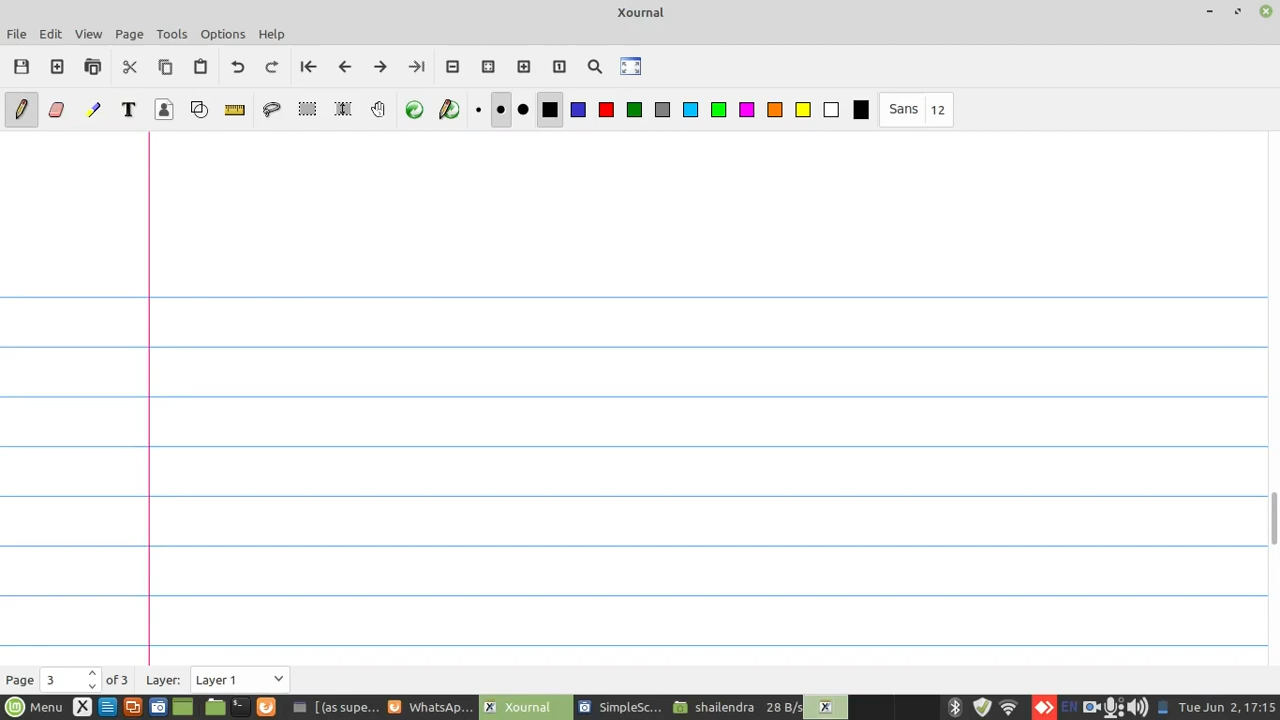 Xournal
File Edit View Page Tools Options Help
Sans 12
Page 3 of 3 Layer: Layer 1
Menu [(as supe... WhatsAp... Xournal SimpleSc... shailendra 28 B/s EN Tue Jun 2, 17:15